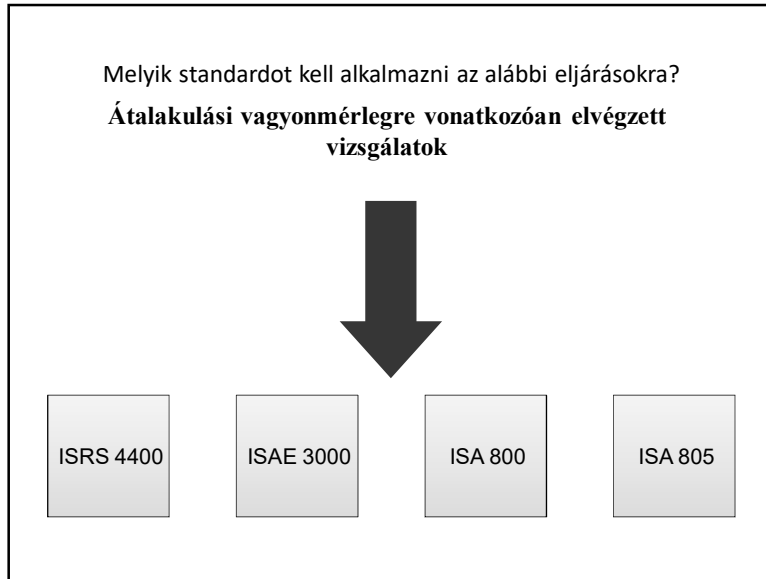 Melyik standardot kell alkalmazni az alábbi eljárásokra?
Átalakulási vagyonmérlegre vonatkozóan elvégzett
vizsgálatok
ISRS 4400
ISAE 3000
ISA 800
ISA 805